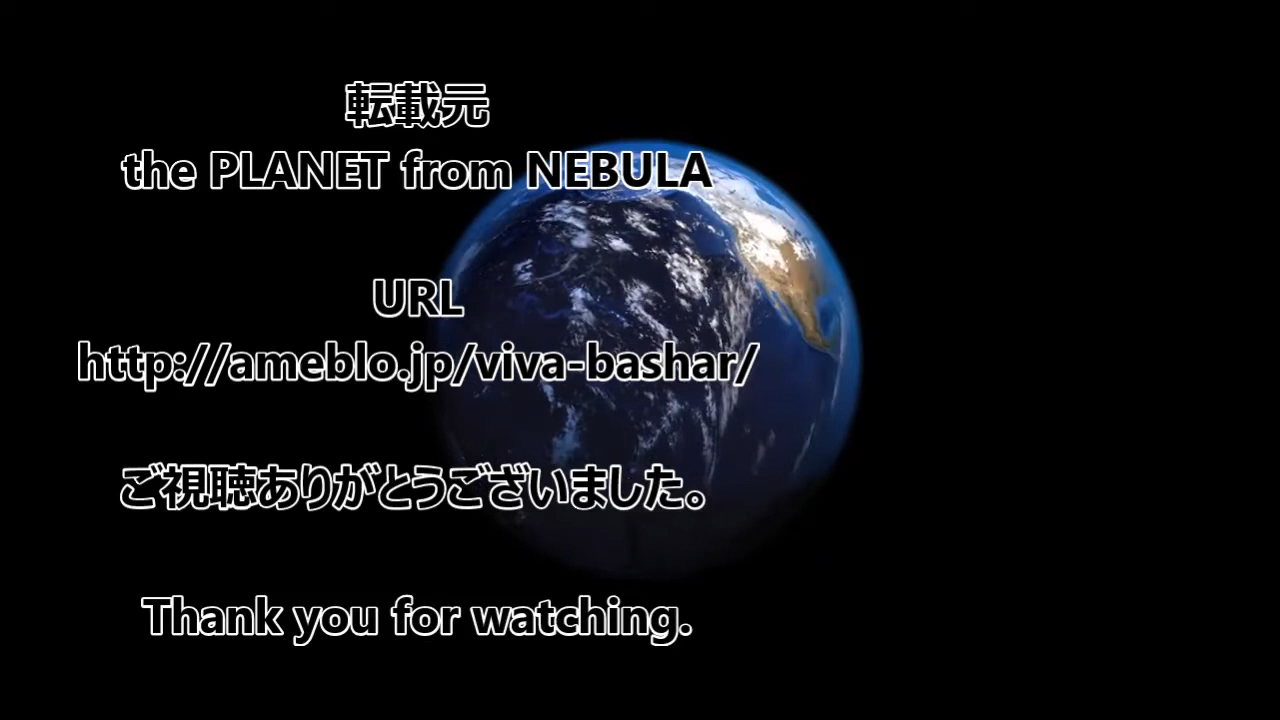 転載元
the PLANET from NEBULA
URL
http://ameblo.jp/viva-bashar/
ご視聴ありがとうございました。
Thank you for watching.